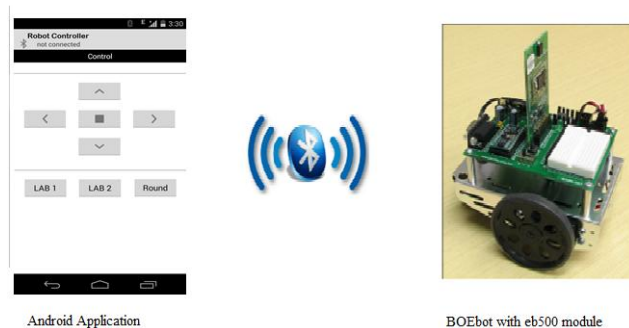 3:30
Robot Controller
not connected
Control
LAB 1 LAB 2 Round
Android Application
BOEbot with eb500 module